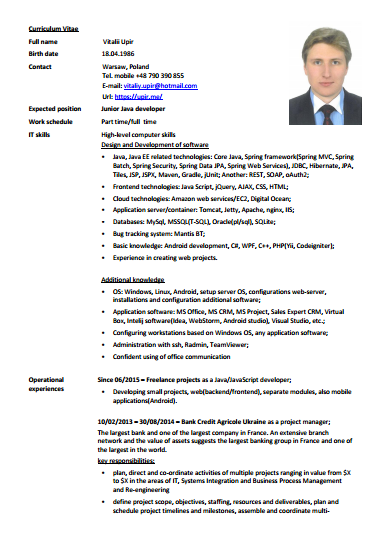 Curriculum Vitae
Full name Vitalii Upir
Birth date 18.04.1986
Contact Warsaw, Poland
Tel. mobile +48 790 390 855
E-mail: vitaliy.upir@hotmail.com
Url: https://upir.me/
Expected position Junior Java developer
Work schedule Part time/full time
IT skills High-level computer skills
Design and Development of software
• Java, Java EE related technologies: Core Java, Spring framework(Spring MVC, Spring
Batch, Spring Security, Spring Data JPA, Spring Web Services), JDBC, Hibernate, JPA,
Tiles, JSP, JSPX, Maven, Gradle, jUnit; Another: REST, SOAP, oAuth2;
• Frontend technologies: Java Script, jQuery, AJAX, CSS, HTML;
• Cloud technologies: Amazon web services/EC2, Digital Ocean;
• Application server/container: Tomcat, Jetty, Apache, nginx, IIS;
• Databases: MySql, MSSQL(T-SQL), Oracle(pl/sql), SQLite;
• Bug tracking system: Mantis BT;
• Basic knowledge: Android development, C#, WPF, C++, PHP(Yii, Codeigniter);
• Experience in creating web projects.
Additional knowledge
• OS: Windows, Linux, Android, setup server OS, configurations web-server,
installations and configuration additional software;
• Application software: MS Office, MS CRM, MS Project, Sales Expert CRM, Virtual
Box, Intelij software(Idea, WebStorm, Android studio), Visual Studio, etc.;
• Configuring workstations based on Windows OS, any application software;
• Administration with ssh, Radmin, TeamViewer;
• Confident using of office communication
Operational Since 06/2015 – Freelance projects as a Java/JavaScript developer;
experiences
• Developing small projects, web(backend/frontend), separate modules, also mobile
applications(Android).
10/02/2013 – 30/08/2014 – Bank Credit Agricole Ukraine as a project manager;
The largest bank and one of the largest company in France. An extensive branch
network and the value of assets suggests the largest banking group in France and one of
the largest in the world.
key responsibilities:
• plan, direct and co-ordinate activities of multiple projects ranging in value from $X
to $X in the areas of IT, Systems Integration and Business Process Management
and Re-engineering
• define project scope, objectives, staffing, resources and deliverables, plan and
schedule project timelines and milestones, assemble and coordinate multi-